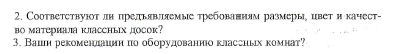 2. Соответствуют ли предъявляемые требованиям размеры, цвет и качест-
во материала классных досок?
3. Ваши рекомендации по оборудованию классных комнат?